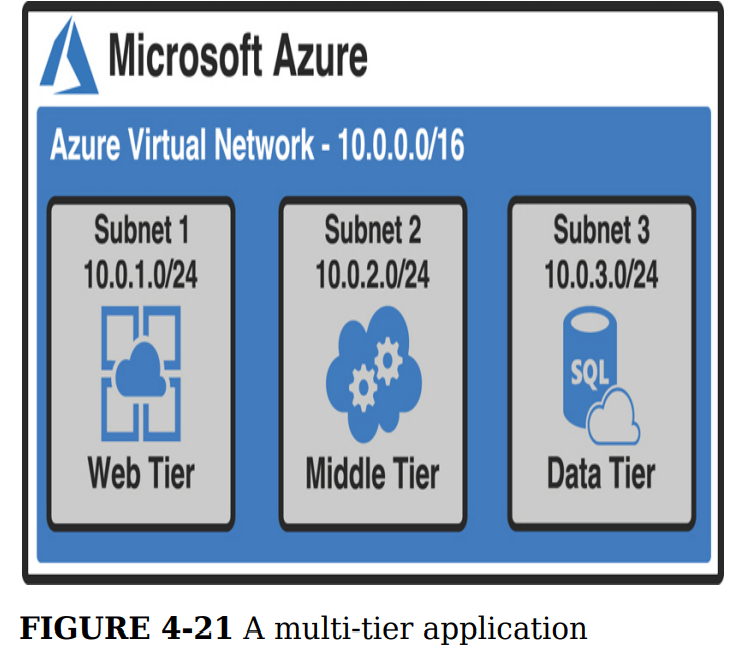 Microsoft Azure
Azure Virtual Network - 10.0.0.0/16
Subnet 1
10.0.1.0/24
Web Tier
Subnet 2
10.0.2.0/24
Middle Tier
Subnet 3
10.0.3.0/24
SQL
Data Tier
FIGURE 4-21 A multi-tier application